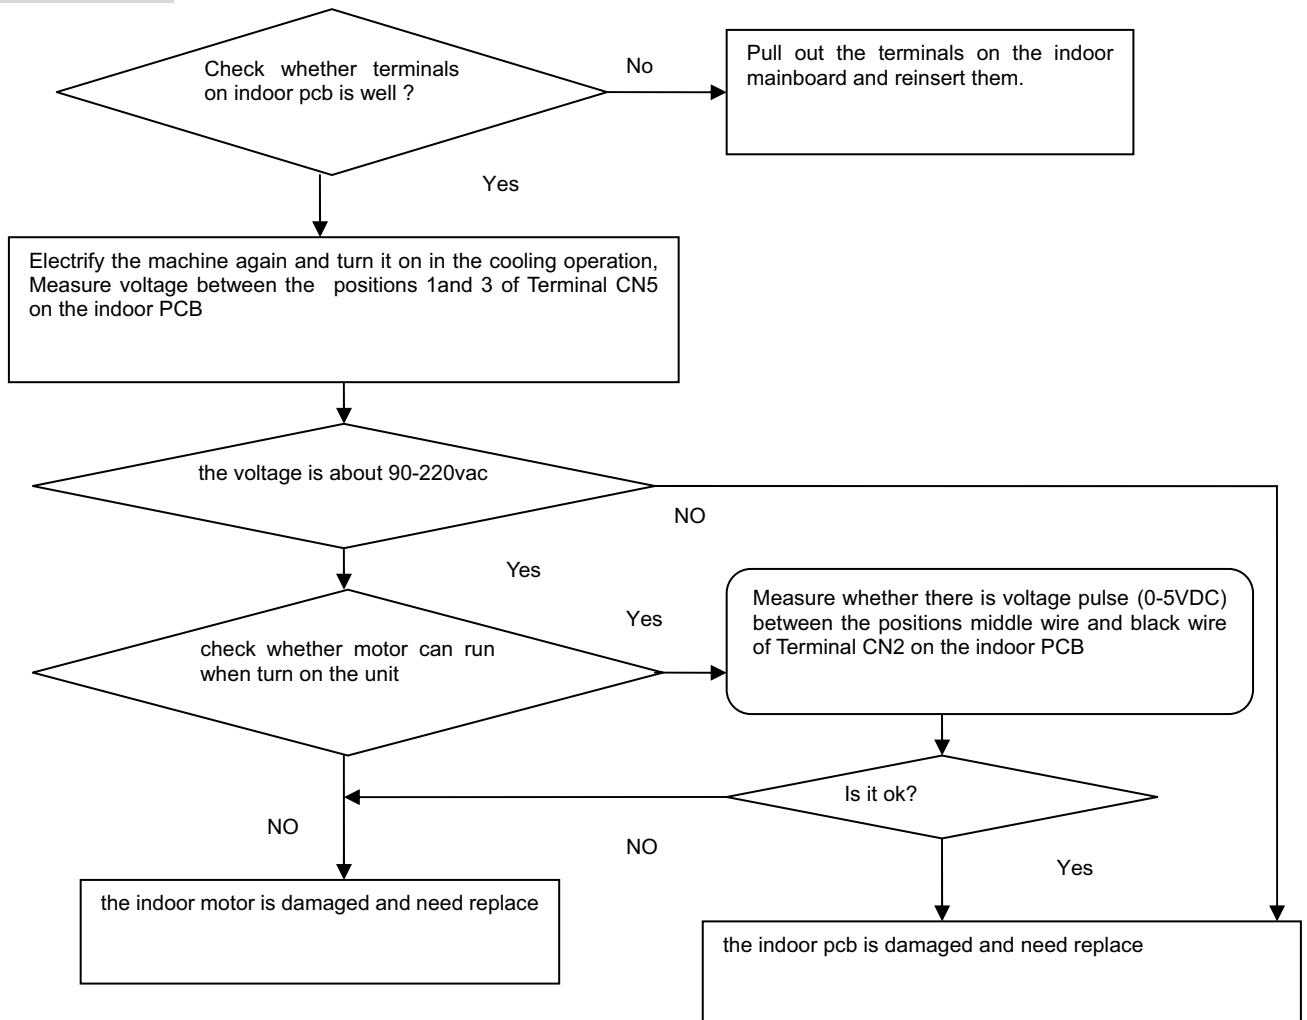 Check whether terminals
on indoor pcb is well ?
No
Pull out the terminals on the indoor
mainboard and reinsert them.
Yes
Electrify the machine again and turn it on in the cooling operation,
Measure voltage between the positions 1and 3 of Terminal CN5
on the indoor PCB
the voltage is about 90-220vac
NO
Yes
check whether motor can run
when turn on the unit
Yes
Measure whether there is voltage pulse (0-5VDC)
between the positions middle wire and black wire
of Terminal CN2 on the indoor PCB
Is it ok?
NO
NO
Yes
the indoor motor is damaged and need replace
the indoor pcb is damaged and need replace